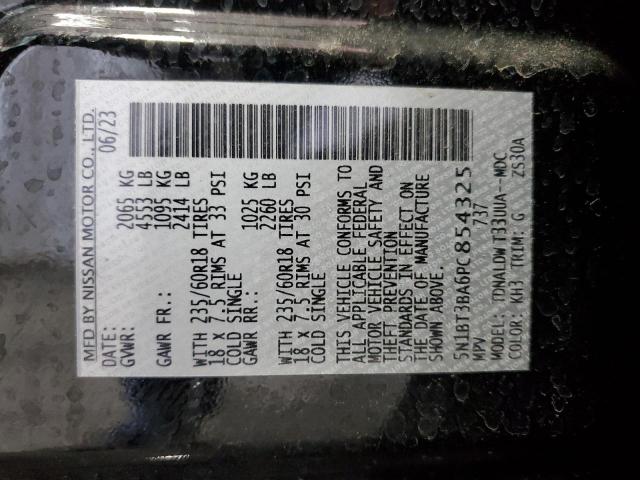 MFD BY NISSAN MOTOR CO., LTD.
DATE: 06/23
GVWR: 2065 KG
4553 LB
GAWR FR.: 1095 KG
2414 LB
WITH 235/60R18 TIRES
18 x 7.5 RIMS AT 33 PSI
COLD SINGLE
GAWR RR.: 1025 KG
2260 LB
WITH 235/60R18 TIRES
18 x 7.5 RIMS AT 30 PSI
COLD SINGLE
THIS VEHICLE CONFORMS TO
ALL APPLICABLE FEDERAL
MOTOR VEHICLE SAFETY AND
THEFT PREVENTION
STANDARDS IN EFFECT ON
THE DATE OF MANUFACTURE
SHOWN ABOVE.
5N1BT3BA6PC854325
MPV 737
MODEL: TDNALDW T33UUA--MDC
COLOR: KH3 TRIM: G ZS30A